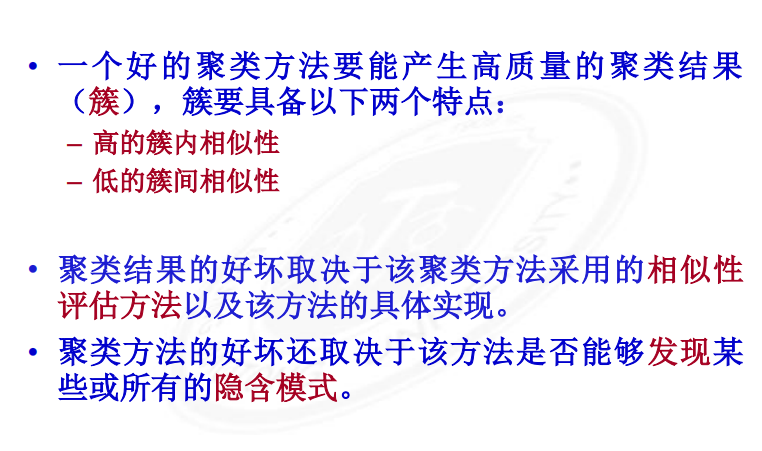 • 一个好的聚类方法要能产生高质量的聚类结果
（簇），簇要具备以下两个特点：
– 高的簇内相似性
– 低的簇间相似性
• 聚类结果的好坏取决于该聚类方法采用的相似性
评估方法以及该方法的具体实现。
• 聚类方法的好坏还取决于该方法是否能够发现某
些或所有的隐含模式。